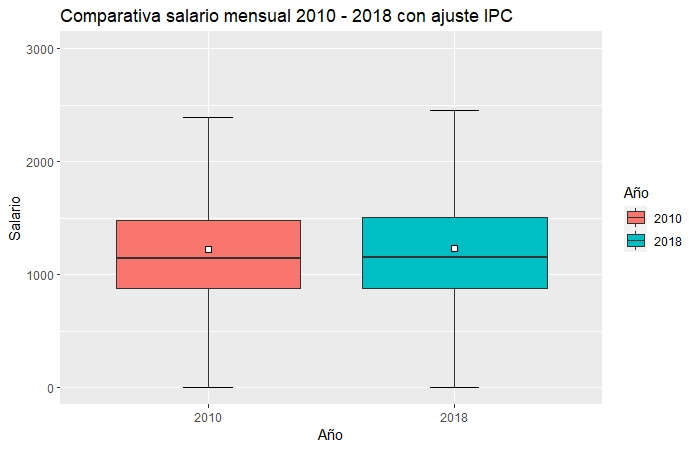 Comparativa salario mensual 2010 - 2018 con ajuste IPC
3000
2000
1000
0
Salario
2010
2018
Año
Año
2010
2018